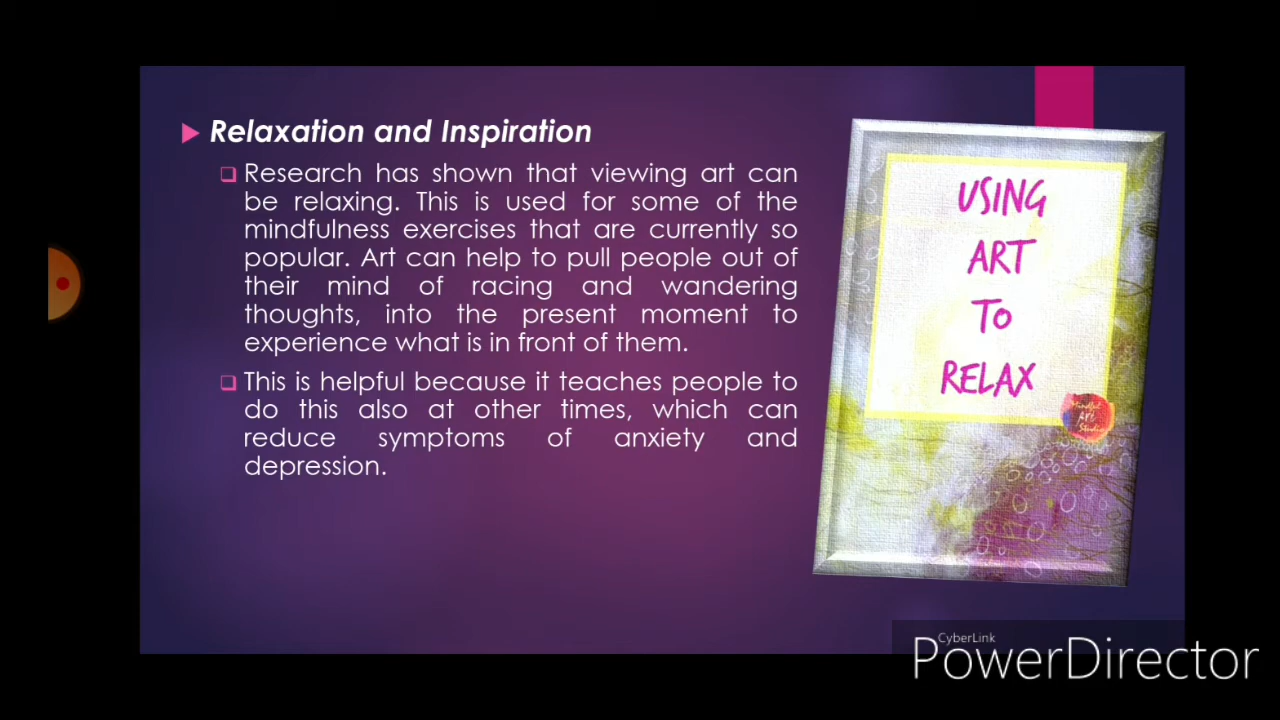 Relaxation and Inspiration
Research has shown that viewing art can
be relaxing. This is used for some of the
mindfulness exercises that are currently so
popular. Art can help to pull people out of
their mind of racing and wandering
thoughts, into the present moment to
experience what is in front of them.
This is helpful because it teaches people to
do this also at other times, which can
reduce symptoms of anxiety and
depression.
USING
ART
To
RELAX
Mindful
ART
Studio
CyberLink
PowerDirector